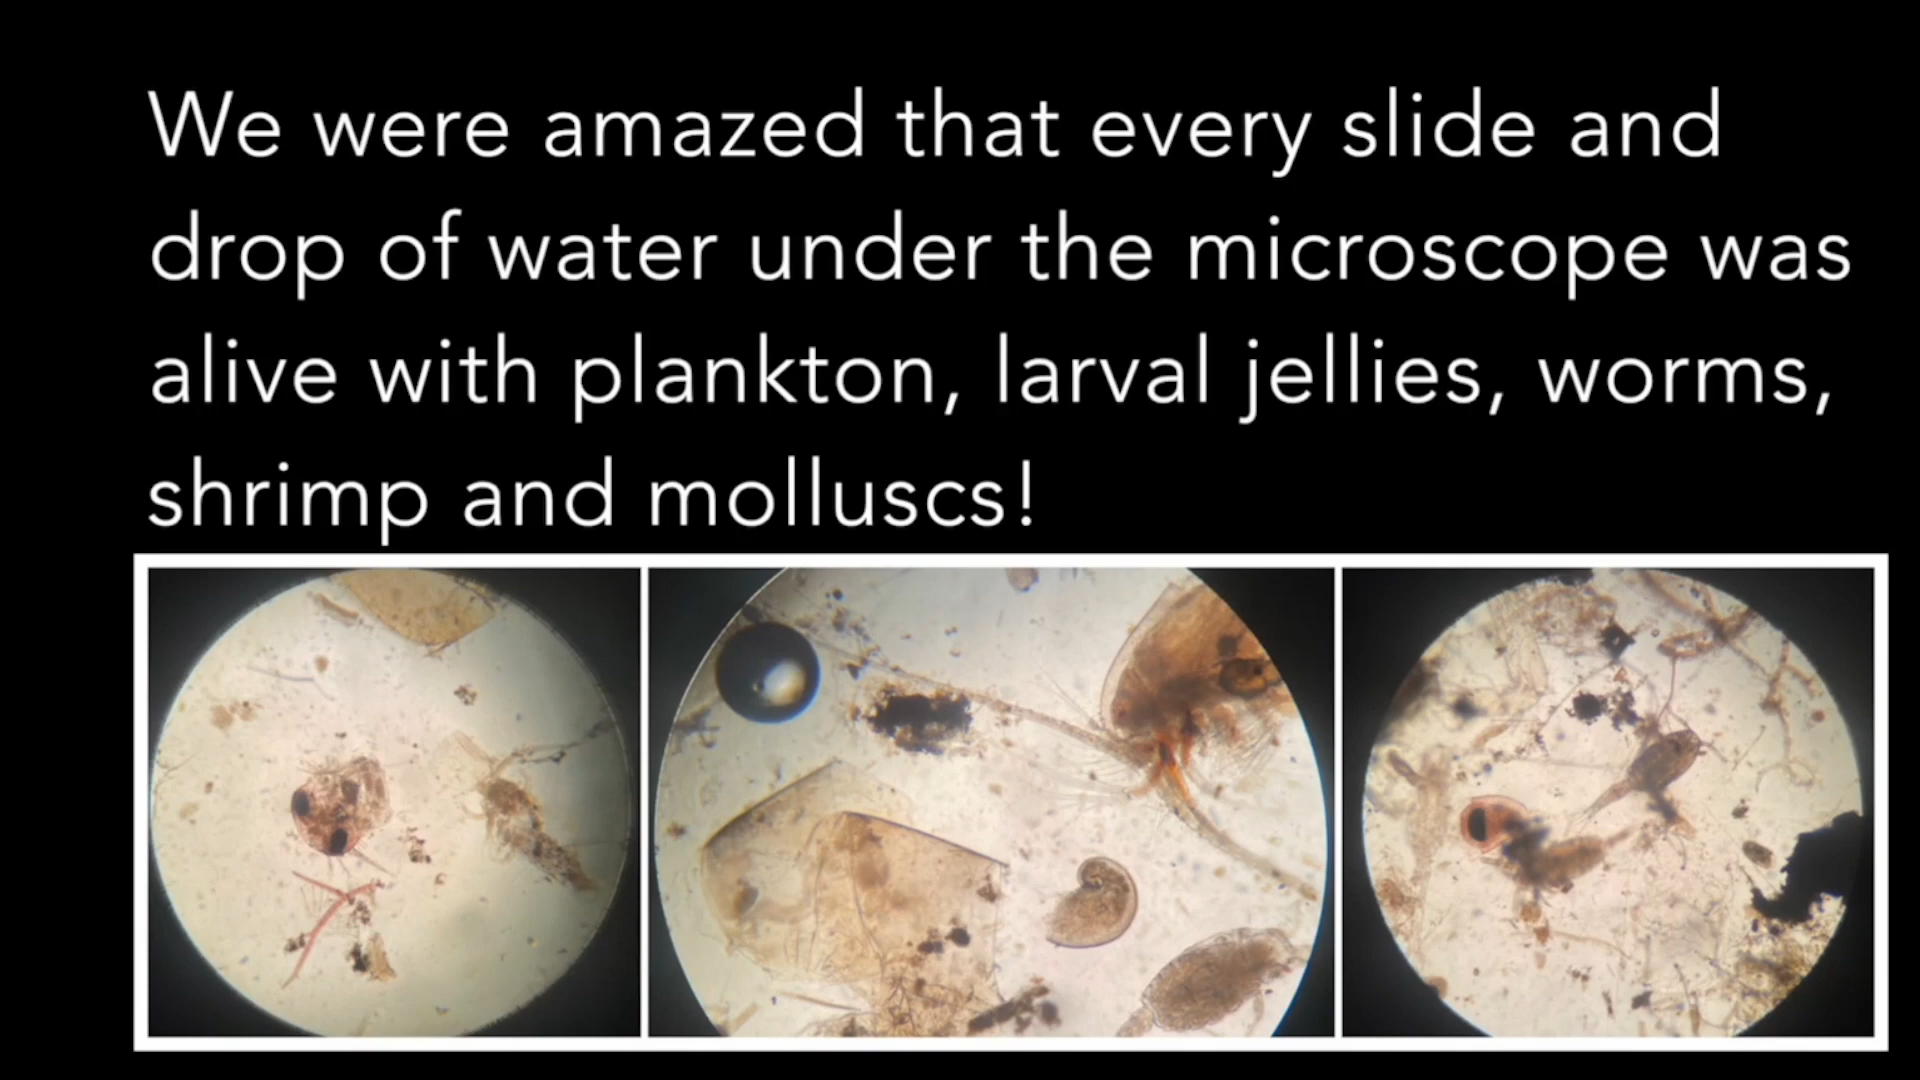 We were amazed that every slide and
drop of water under the microscope was
alive with plankton, larval jellies, worms,
shrimp and molluscs!